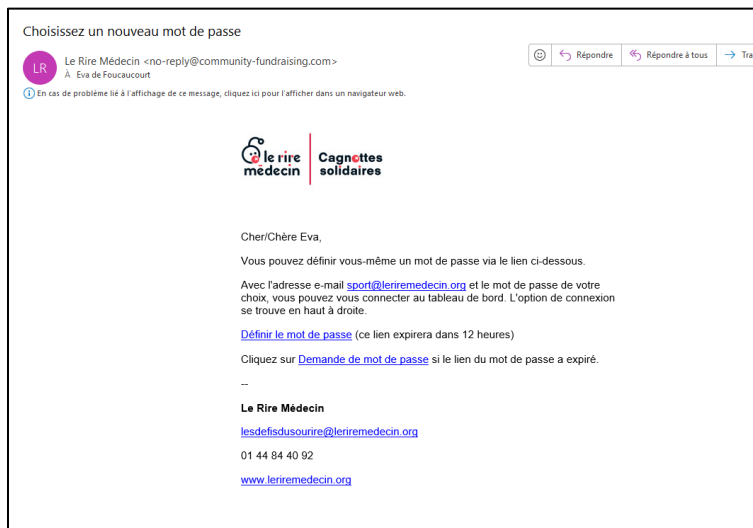 Choisissez un nouveau mot de passe
LR
Le Rire Médecin <no-reply@community-fundraising.com>
À Eva de Foucaucourt
Répondre
Répondre à tous
Tra
En cas de problème lié à l'affichage de ce message, cliquez ici pour l'afficher dans un navigateur web.
le rire
médecin
Cagnottes
solidaires
Cher/Chère Eva,
Vous pouvez définir vous-même un mot de passe via le lien ci-dessous.
Avec l'adresse e-mail sport@leriremedecin.org et le mot de passe de votre
choix, vous pouvez vous connecter au tableau de bord. L'option de connexion
se trouve en haut à droite.
Définir le mot de passe (ce lien expirera dans 12 heures)
Cliquez sur Demande de mot de passe si le lien du mot de passe a expiré.
--
Le Rire Médecin
lesdefisdusourire@leriremedecin.org
01 44 84 40 92
www.leriremedecin.org